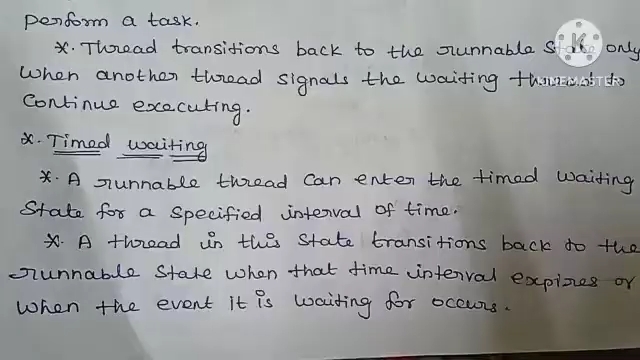 perform a task.
*. Thread transitions back to the runnable state only
when another thread signals the waiting thread to
continue executing.
*. Timed waiting
*. A runnable thread can enter the timed waiting
state for a specified interval of time.
*. A thread in this state transitions back to the
runnable state when that time interval expires or
when the event it is waiting for occurs.
K
KINEMASTER